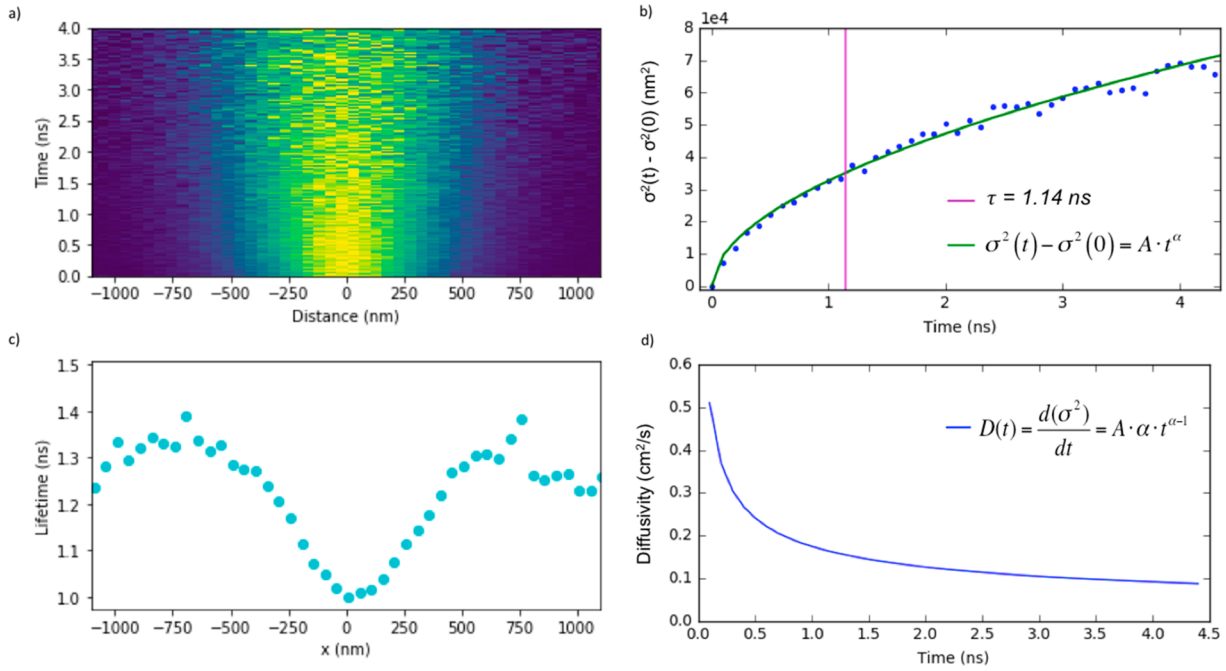 a)
4.0
3.5
3.0
2.5
2.0
1.5
1.0
0.5
0.0
Time (ns)
−1000 −750 −500 −250 0 250 500 750 1000
Distance (nm)
b)
1e4
8
7
6
5
4
3
2
1
0
σ²(t) - σ²(0) (nm²)
τ = 1.14 ns
σ²(t)−σ²(0)=A·t^α
0 1 2 3 4
Time (ns)
c)
1.5
1.4
1.3
1.2
1.1
1.0
Lifetime (ns)
−1000 −750 −500 −250 0 250 500 750 1000
x (nm)
d)
0.6
0.5
0.4
0.3
0.2
0.1
0.0
Diffusivity (cm²/s)
D(t)=d(σ²)/dt=A·α·t^(α−1)
0.0 0.5 1.0 1.5 2.0 2.5 3.0 3.5 4.0 4.5
Time (ns)